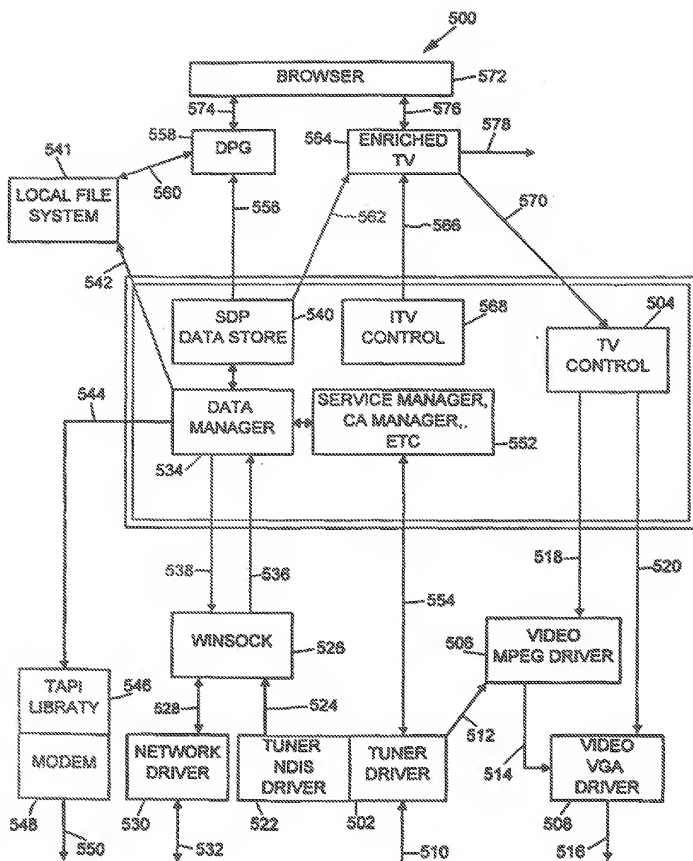 500
BROWSER
572
574
576
558
DPG
564
ENRICHED
TV
578
541
560
LOCAL FILE
SYSTEM
556
562
566
570
542
SDP
DATA STORE
540
ITV
CONTROL
568
504
TV
CONTROL
544
DATA
MANAGER
534
SERVICE MANAGER,
CA MANAGER,,
ETC
552
538
536
518
520
554
WINSOCK
526
506
VIDEO
MPEG DRIVER
TAPI
LIBRATY
546
528
524
512
MODEM
NETWORK
DRIVER
TUNER
NDIS
DRIVER
TUNER
DRIVER
514
VIDEO
VGA
DRIVER
548
530
522
502
508
550
532
510
516